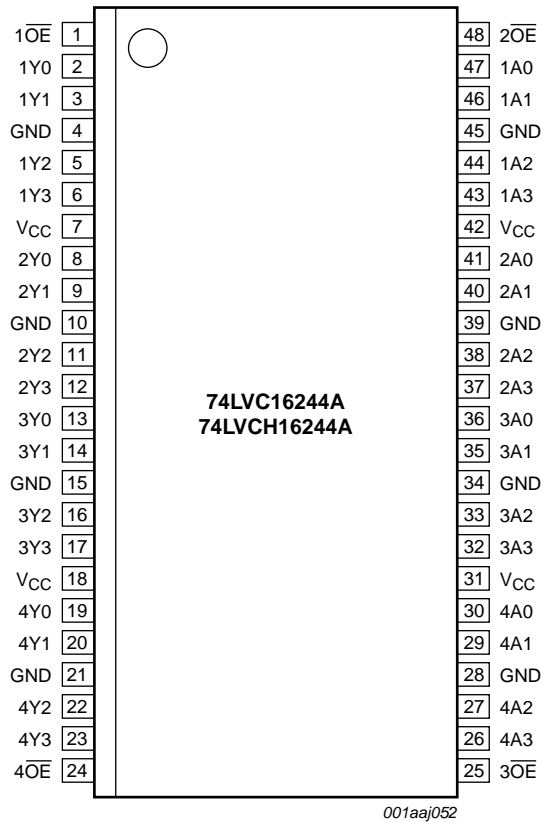 1O̅E̅ 1 48 2O̅E̅
1Y0 2 47 1A0
1Y1 3 46 1A1
GND 4 45 GND
1Y2 5 44 1A2
1Y3 6 43 1A3
VCC 7 42 VCC
2Y0 8 41 2A0
2Y1 9 40 2A1
GND 10 39 GND
2Y2 11 38 2A2
2Y3 12 37 2A3
74LVC16244A
74LVCH16244A
3Y0 13 36 3A0
3Y1 14 35 3A1
GND 15 34 GND
3Y2 16 33 3A2
3Y3 17 32 3A3
VCC 18 31 VCC
4Y0 19 30 4A0
4Y1 20 29 4A1
GND 21 28 GND
4Y2 22 27 4A2
4Y3 23 26 4A3
4O̅E̅ 24 25 3O̅E̅
001aaj052